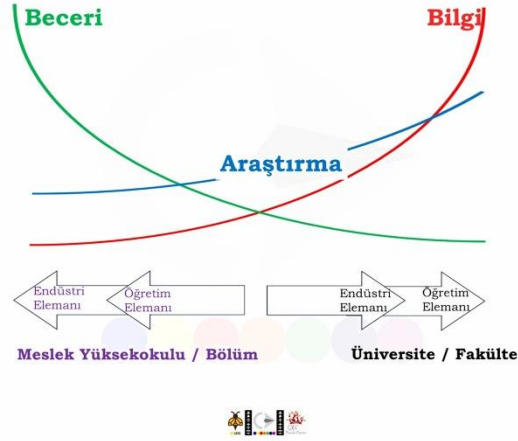 Beceri
Bilgi
Araştırma
Endüstri
Elemanı
Öğretim
Elemanı
Endüstri
Elemanı
Öğretim
Elemanı
Meslek Yüksekokulu / Bölüm
Üniversite / Fakülte